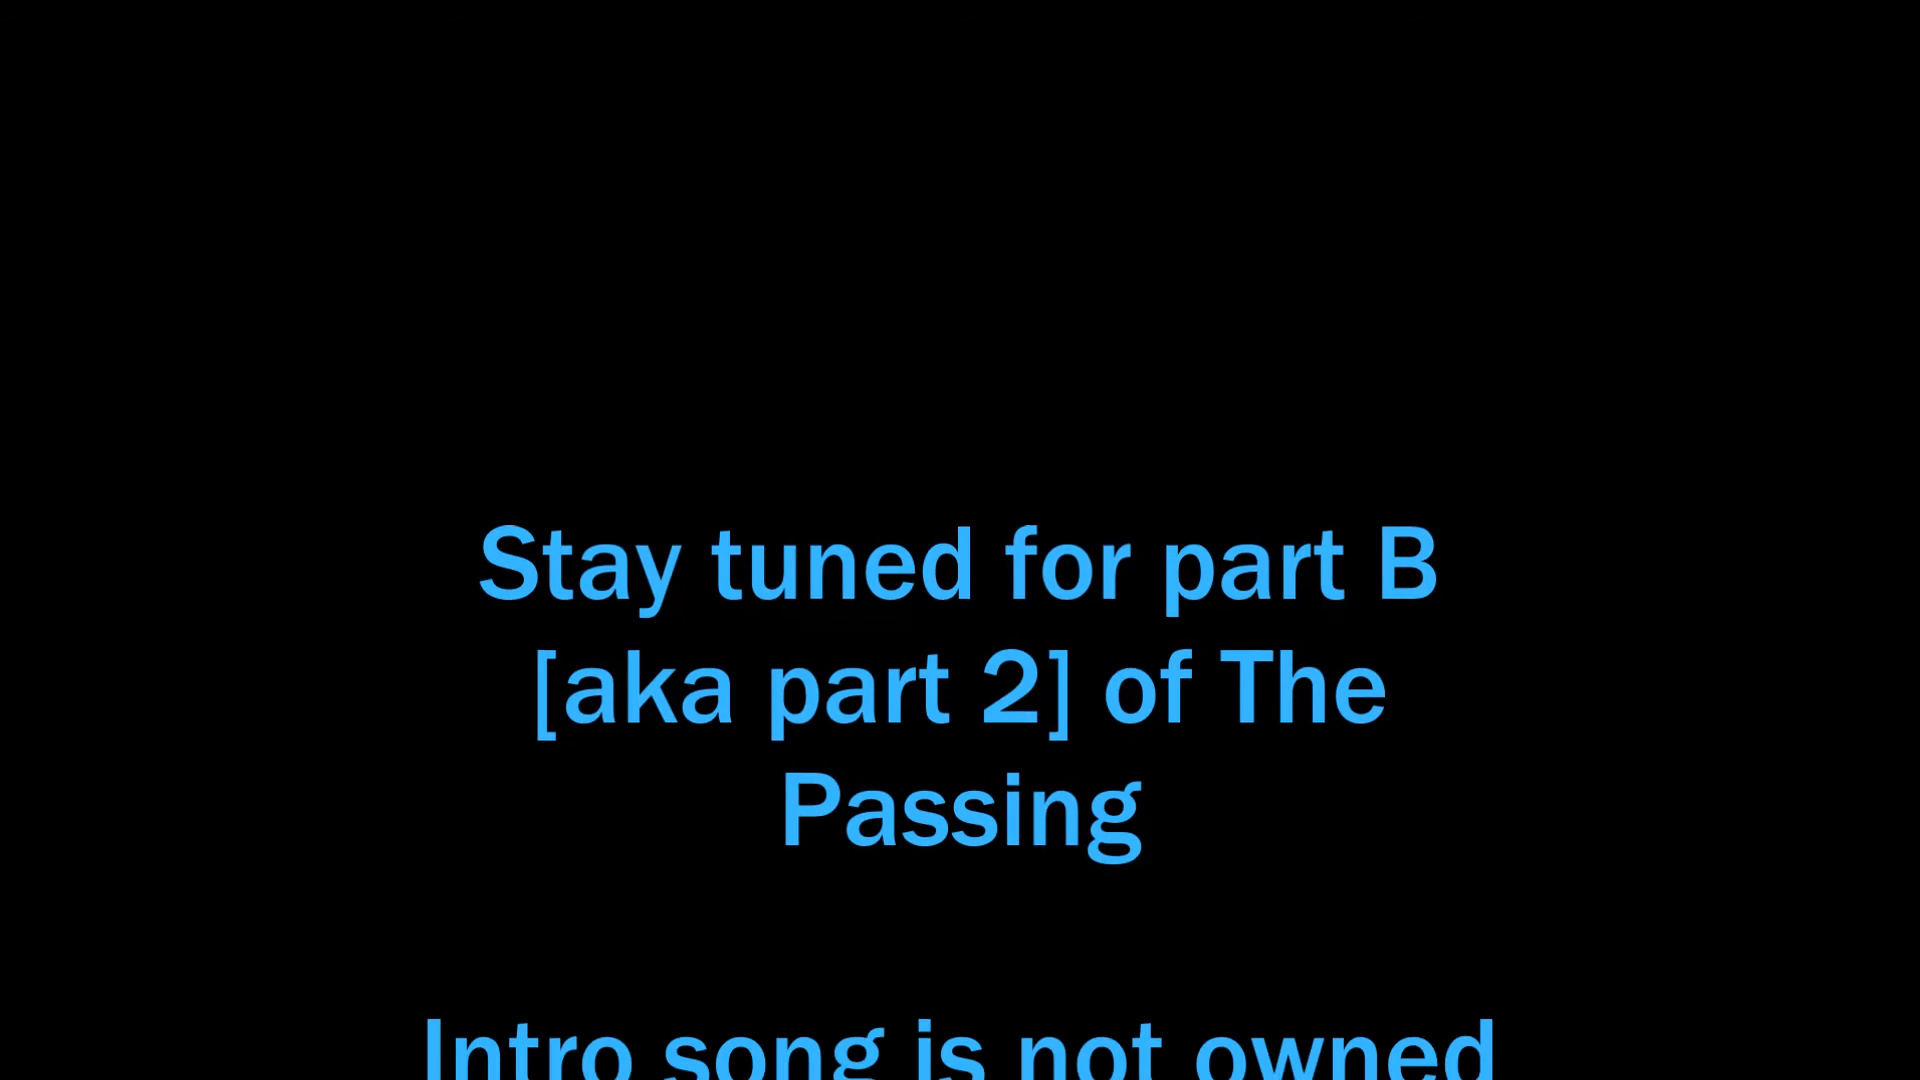 Stay tuned for part B
[aka part 2] of The
Passing
Intro song is not owned